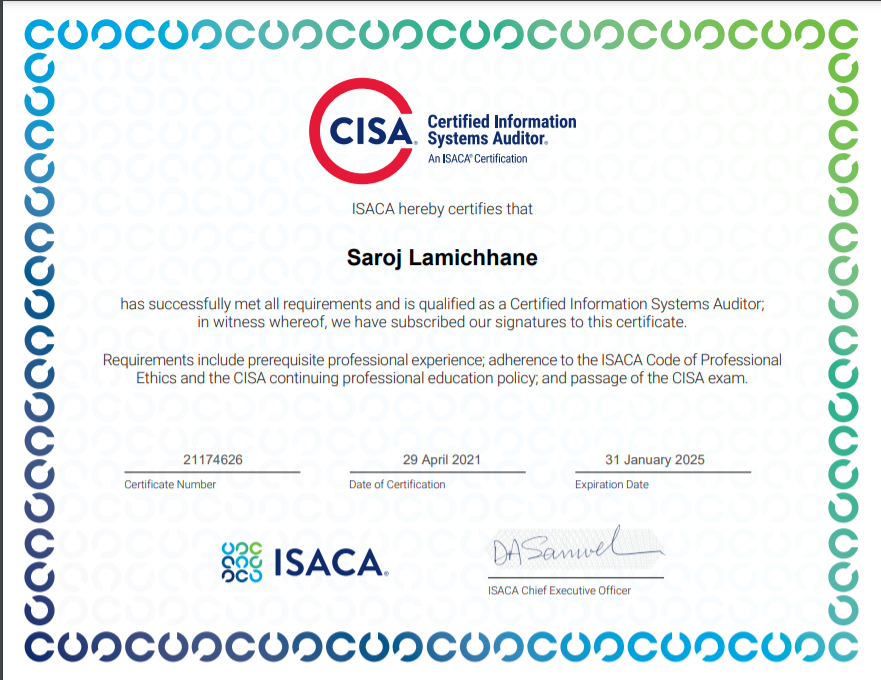 CISA®
Certified Information
Systems Auditor®
An ISACA® Certification
ISACA hereby certifies that
Saroj Lamichhane
has successfully met all requirements and is qualified as a Certified Information Systems Auditor;
in witness whereof, we have subscribed our signatures to this certificate.
Requirements include prerequisite professional experience; adherence to the ISACA Code of Professional
Ethics and the CISA continuing professional education policy; and passage of the CISA exam.
21174626
Certificate Number
29 April 2021
Date of Certification
31 January 2025
Expiration Date
ISACA®
DASamuel
ISACA Chief Executive Officer